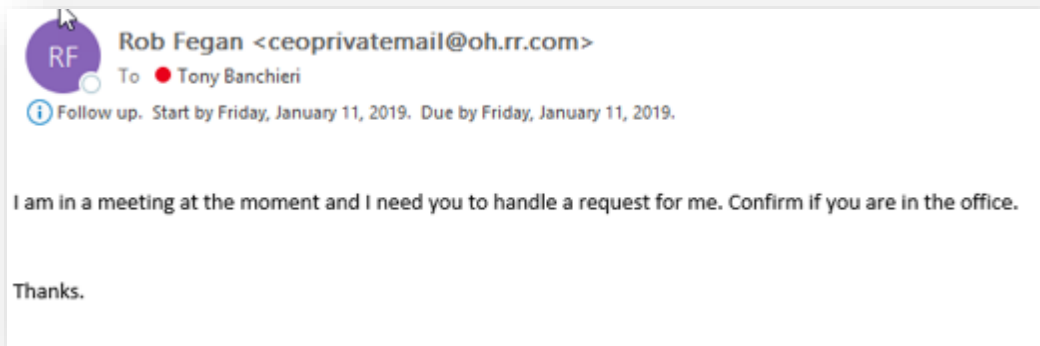 RF
Rob Fegan <ceoprivatemail@oh.rr.com>
To Tony Banchieri
Follow up. Start by Friday, January 11, 2019. Due by Friday, January 11, 2019.
I am in a meeting at the moment and I need you to handle a request for me. Confirm if you are in the office.
Thanks.